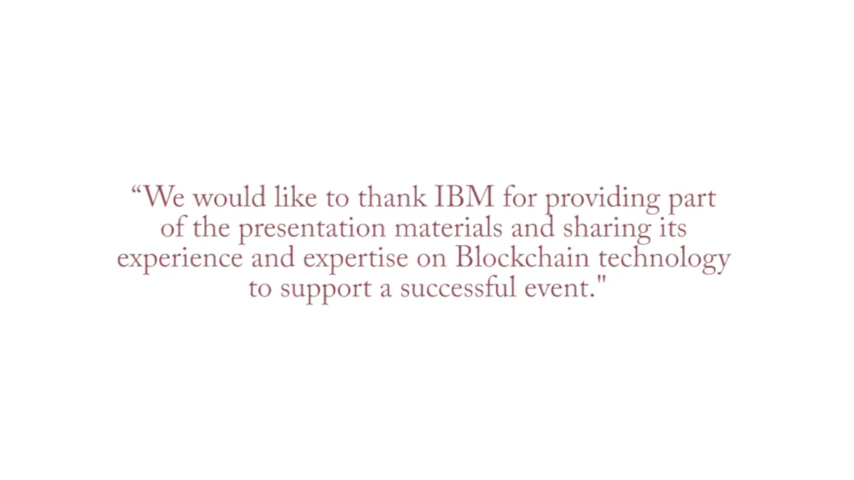 “We would like to thank IBM for providing part
of the presentation materials and sharing its
experience and expertise on Blockchain technology
to support a successful event."